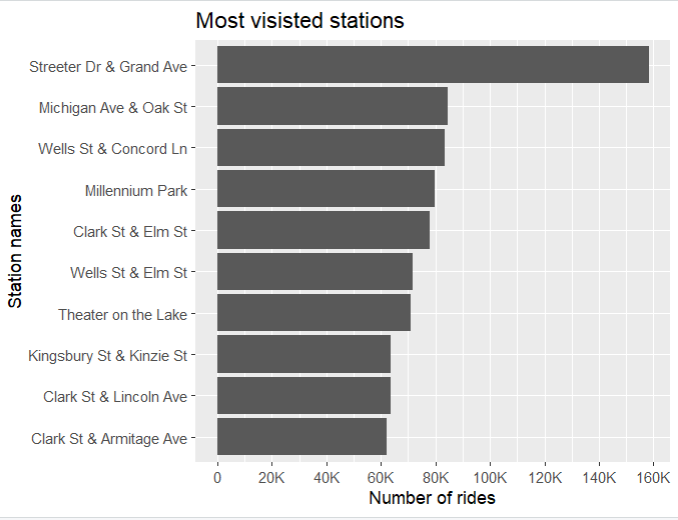 Most visisted stations
Station names
Streeter Dr & Grand Ave
Michigan Ave & Oak St
Wells St & Concord Ln
Millennium Park
Clark St & Elm St
Wells St & Elm St
Theater on the Lake
Kingsbury St & Kinzie St
Clark St & Lincoln Ave
Clark St & Armitage Ave
0 20K 40K 60K 80K 100K 120K 140K 160K
Number of rides